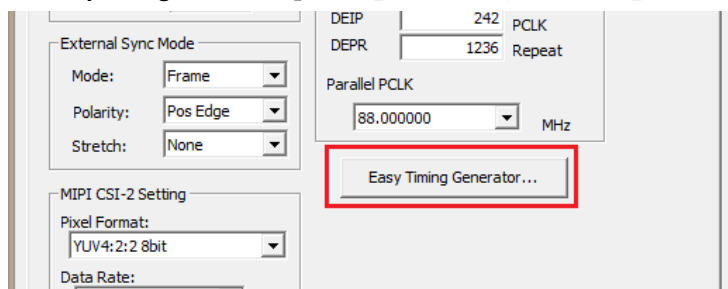 External Sync Mode
Mode: Frame
Polarity: Pos Edge
Stretch: None
MIPI CSI-2 Setting
Pixel Format:
YUV4:2:2 8bit
Data Rate:
DEIP 242 PCLK
DEPR 1236 Repeat
Parallel PCLK
88.000000 MHz
Easy Timing Generator...